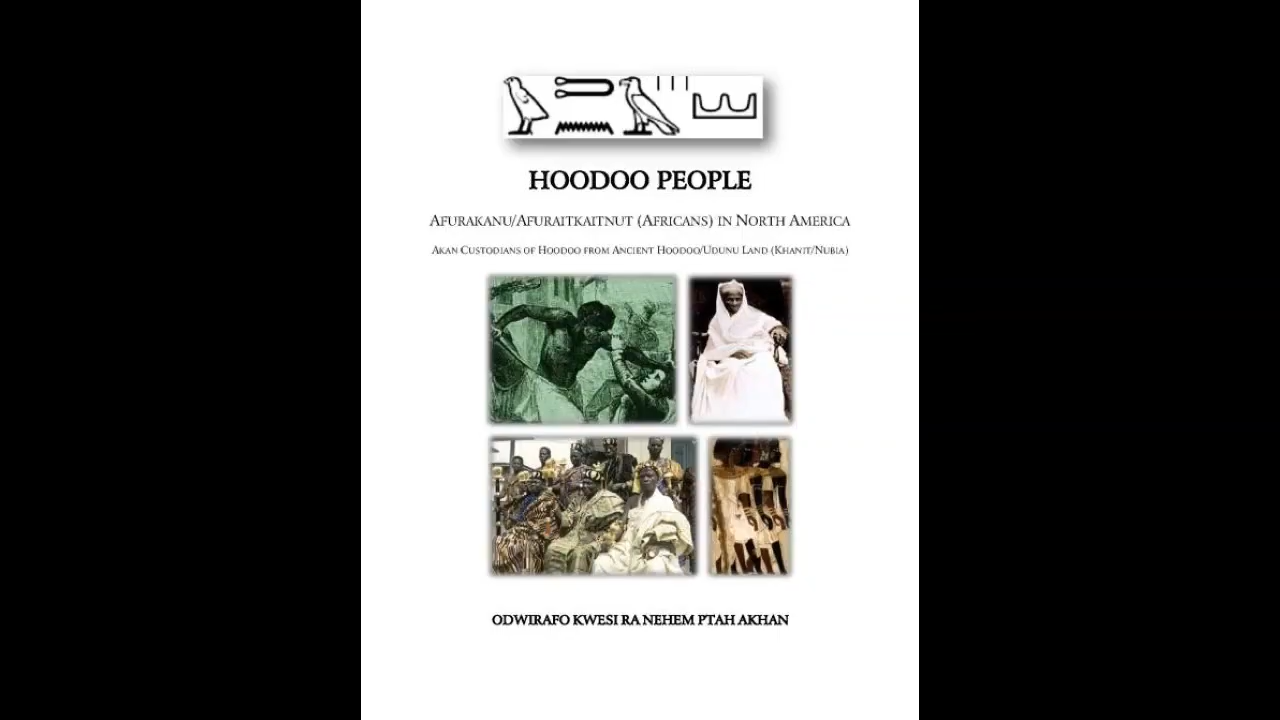 HOODOO PEOPLE
AFURAKANU/AFURAITKAITNUT (AFRICANS) IN NORTH AMERICA
AKAN CUSTODIANS OF HOODOO FROM ANCIENT HOODOO/UDUNU LAND (KHANIT/NUBIA)
ODWIRAFO KWESI RA NEHEM PTAH AKHAN